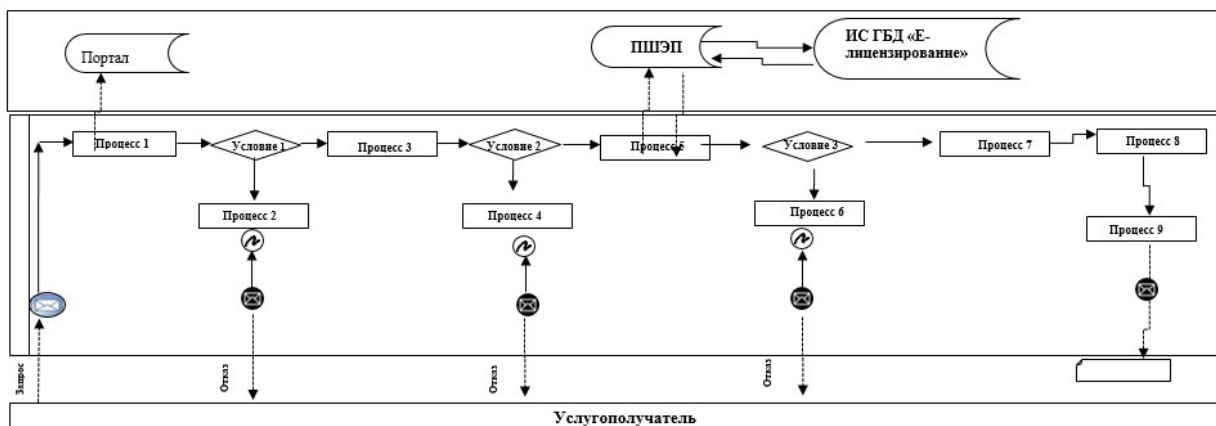 Портал
ПШЭП
ИС ГБД «Е-
лицензирование»
Процесс 1
Условие 1
Процесс 3
Условие 2
Процесс 5
Условие 3
Процесс 7
Процесс 8
Процесс 2
Процесс 4
Процесс 6
Процесс 9
Запрос
Отказ
Отказ
Отказ
Услугополучатель